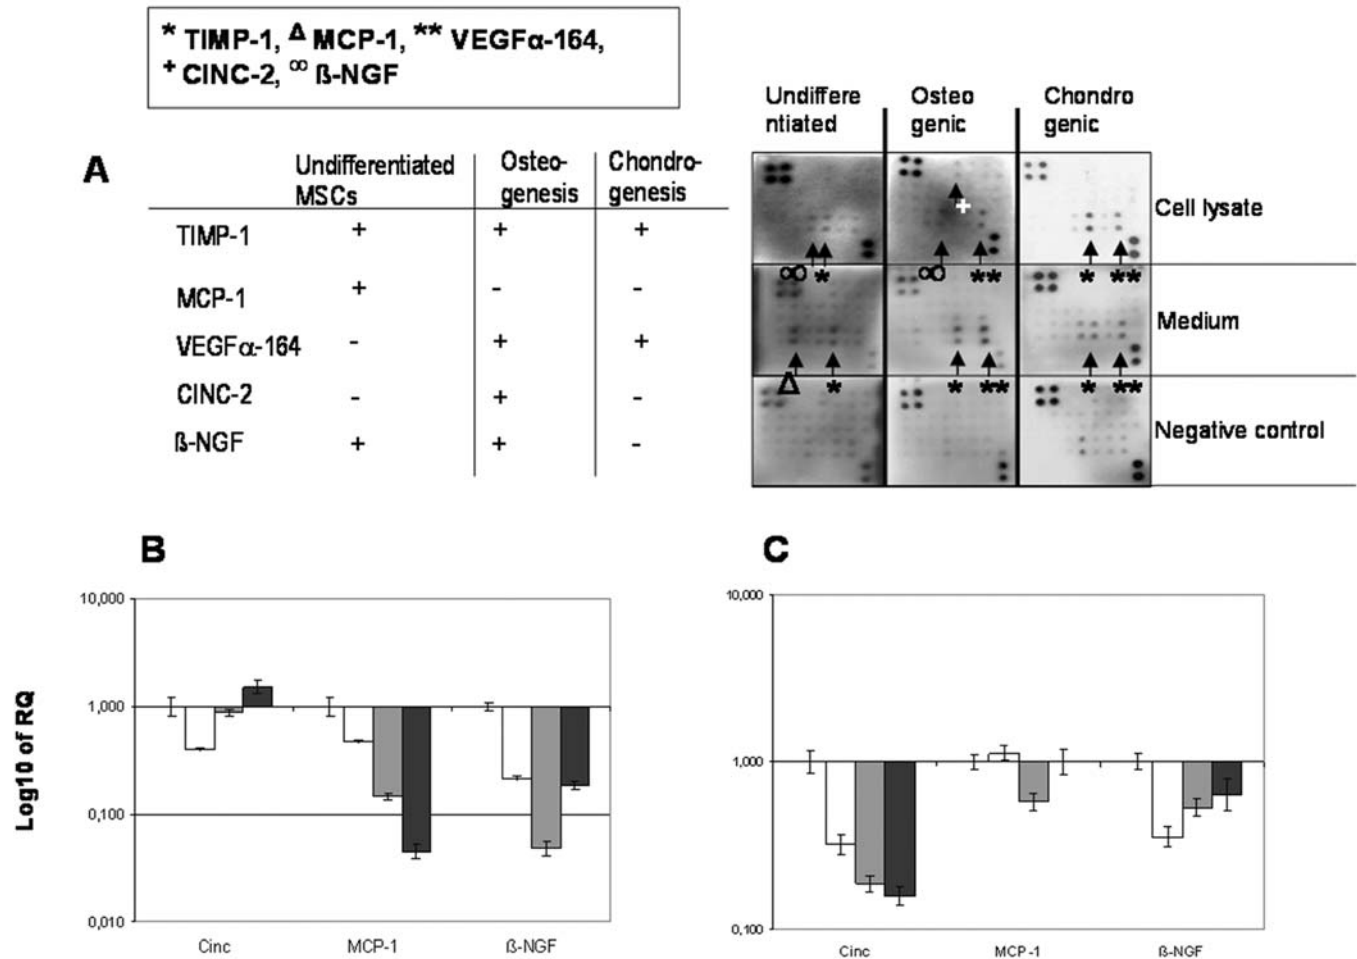 * TIMP-1, Δ MCP-1, ** VEGFα-164,
+ CINC-2, ∞ ß-NGF
A
Undifferentiated MSCs
Osteo-genesis
Chondro-genesis
TIMP-1 + + +
MCP-1 + - -
VEGFα-164 - + +
CINC-2 - + -
ß-NGF + + -
Undiffere
ntiated
Osteo
genic
Chondro
genic
+
Cell lysate
∞ * ∞ ** * **
Medium
Δ * * ** * **
Negative control
B
Log10 of RQ
10,000
1,000
0,100
0,010
Cinc MCP-1 ß-NGF
C
10,000
1,000
0,100
Cinc MCP-1 ß-NGF